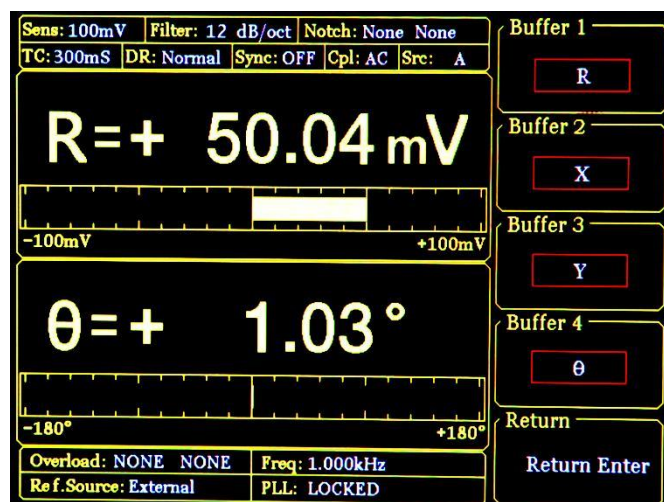 Sens: 100mV Filter: 12 dB/oct Notch: None None
TC: 300mS DR: Normal Sync: OFF Cpl: AC Src: A
R=+ 50.04 mV
-100mV +100mV
θ=+ 1.03°
-180° +180°
Overload: NONE NONE Freq: 1.000kHz
Ref.Source: External PLL: LOCKED
Buffer 1
R
Buffer 2
X
Buffer 3
Y
Buffer 4
θ
Return
Return Enter